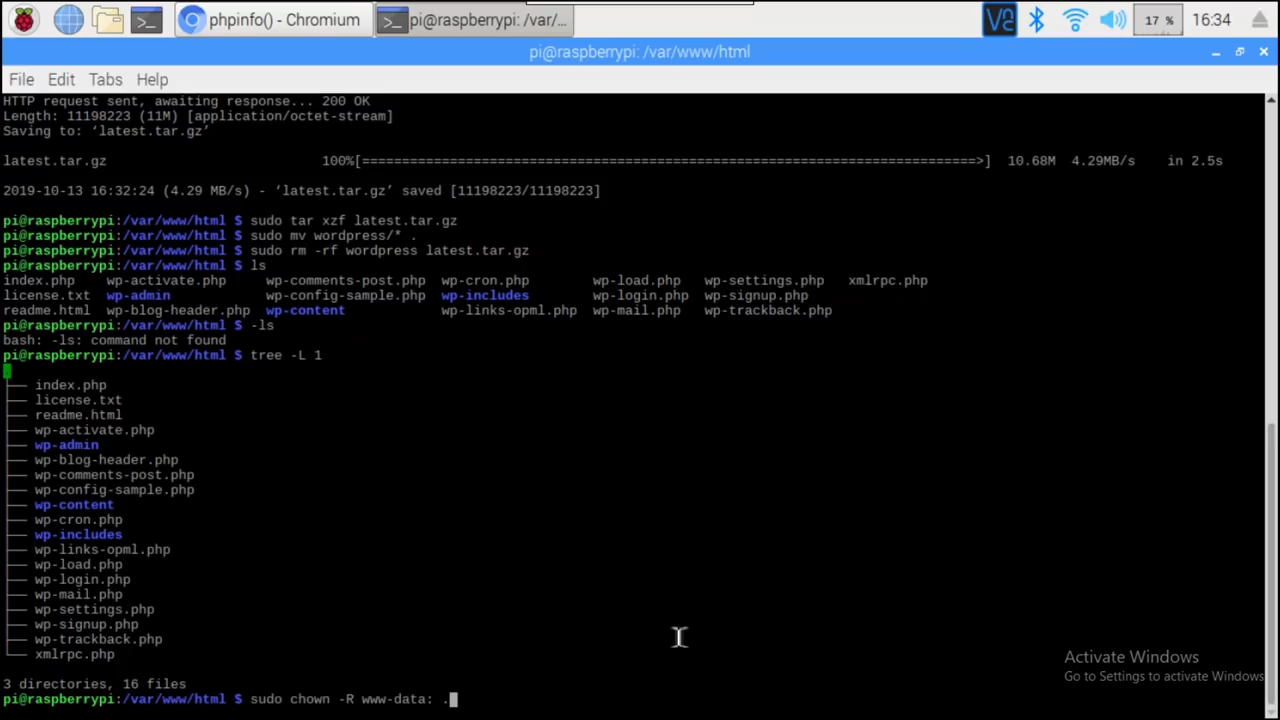 phpinfo() - Chromium
pi@raspberrypi: /var/...
17 %
16:34
pi@raspberrypi: /var/www/html
File Edit Tabs Help
HTTP request sent, awaiting response... 200 OK
Length: 11198223 (11M) [application/octet-stream]
Saving to: ‘latest.tar.gz’
latest.tar.gz 100%[=============================================================================>] 10.68M 4.29MB/s in 2.5s
2019-10-13 16:32:24 (4.29 MB/s) - ‘latest.tar.gz’ saved [11198223/11198223]
pi@raspberrypi:/var/www/html $ sudo tar xzf latest.tar.gz
pi@raspberrypi:/var/www/html $ sudo mv wordpress/* .
pi@raspberrypi:/var/www/html $ sudo rm -rf wordpress latest.tar.gz
pi@raspberrypi:/var/www/html $ ls
index.php wp-activate.php wp-comments-post.php wp-cron.php wp-load.php wp-settings.php xmlrpc.php
license.txt wp-admin wp-config-sample.php wp-includes wp-login.php wp-signup.php
readme.html wp-blog-header.php wp-content wp-links-opml.php wp-mail.php wp-trackback.php
pi@raspberrypi:/var/www/html $ -ls
bash: -ls: command not found
pi@raspberrypi:/var/www/html $ tree -L 1
.
├── index.php
├── license.txt
├── readme.html
├── wp-activate.php
├── wp-admin
├── wp-blog-header.php
├── wp-comments-post.php
├── wp-config-sample.php
├── wp-content
├── wp-cron.php
├── wp-includes
├── wp-links-opml.php
├── wp-load.php
├── wp-login.php
├── wp-mail.php
├── wp-settings.php
├── wp-signup.php
├── wp-trackback.php
└── xmlrpc.php
3 directories, 16 files
pi@raspberrypi:/var/www/html $ sudo chown -R www-data: .
Activate Windows
Go to Settings to activate Windows